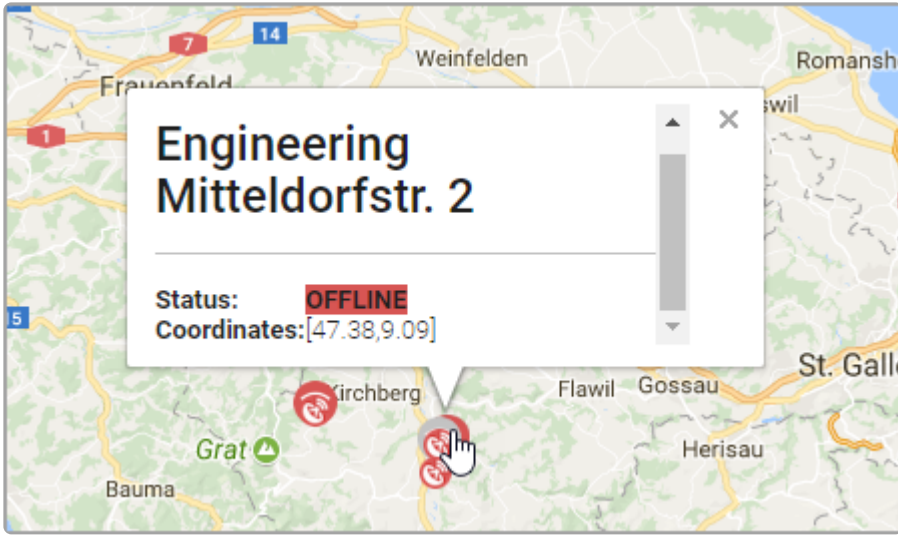 7
14
Weinfelden
Romansh
Frauenfeld
swil
1
Engineering
Mitteldorfstr. 2
Status: OFFLINE
Coordinates:[47.38,9.09]
5
St. Galle
Kirchberg
Flawil
Gossau
Grat
Herisau
Bauma